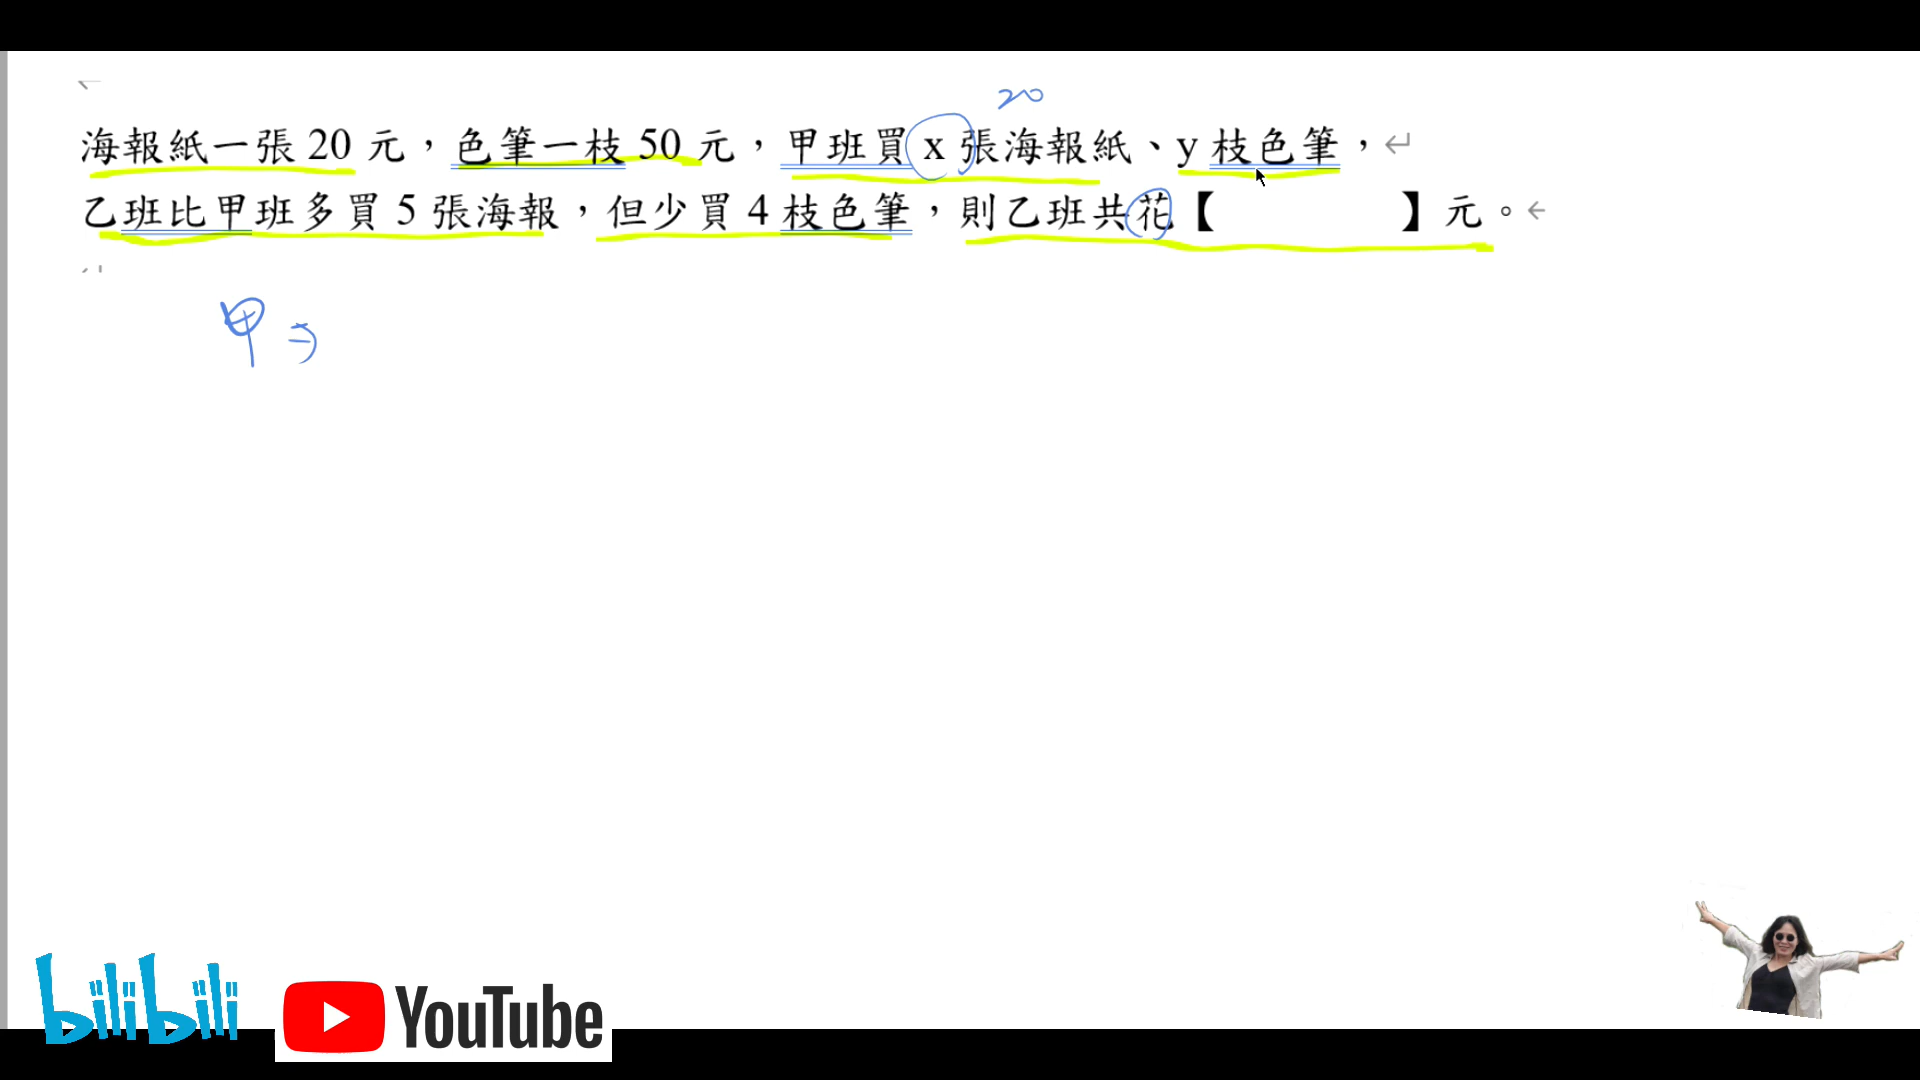 20
海報紙一張 20 元，色筆一枝 50 元，甲班買 x 張海報紙、y 枝色筆，
乙班比甲班多買 5 張海報，但少買 4 枝色筆，則乙班共花【 】元。
甲 ⇒
bilibili YouTube